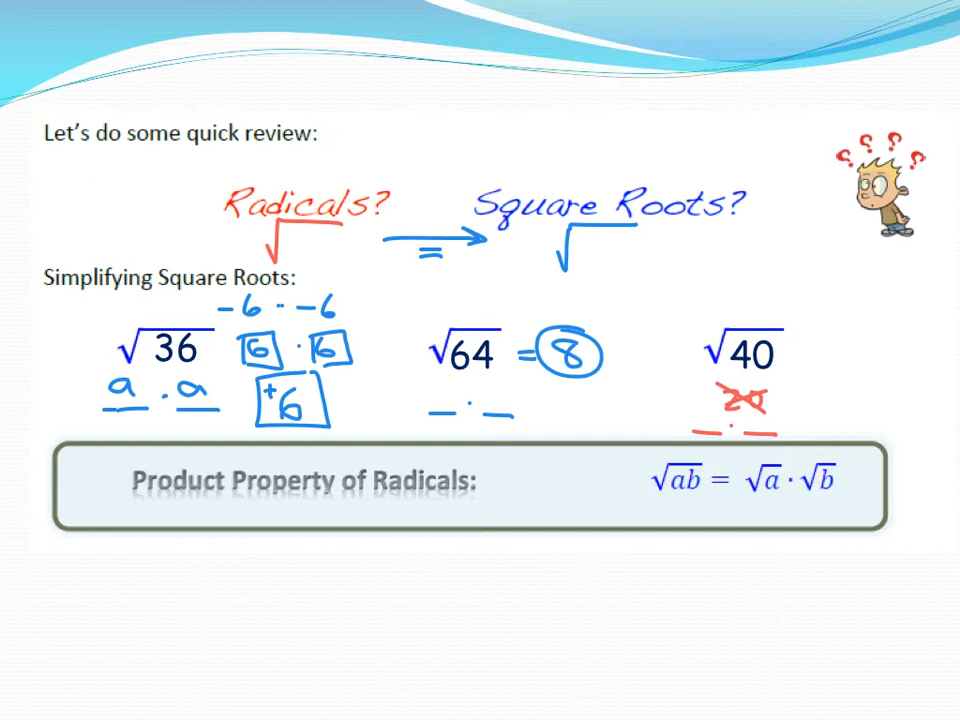 Let's do some quick review:
? ? ? ?
Radicals? Square Roots?
√ = √
Simplifying Square Roots:
-6 · -6
√36 6 · 6 √64 = 8 √40
a · a +6 _ · _ 20
_ · _
Product Property of Radicals: √ab = √a · √b